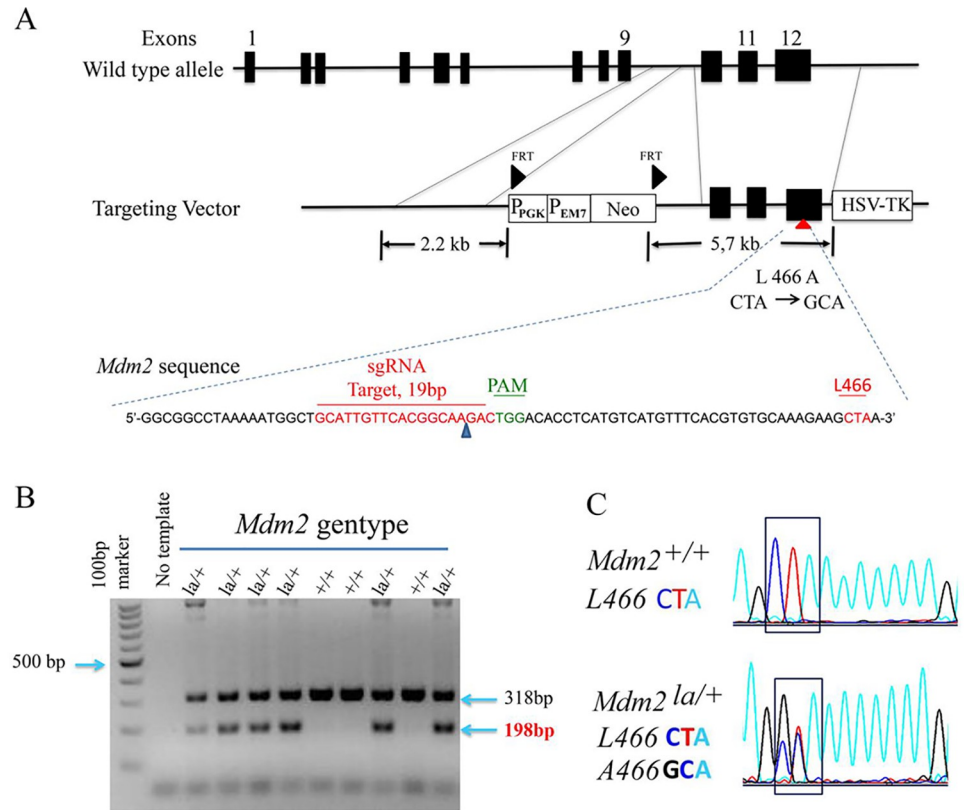 A
Exons 1 9 11 12
Wild type allele
FRT FRT
Targeting Vector PPGK PEM7 Neo HSV-TK
2.2 kb 5,7 kb
L 466 A
CTA → GCA
Mdm2 sequence
sgRNA
Target, 19bp PAM L466
5'-GGCGGCCTAAAAATGGCTGCATTGTTCACGGCAAGACTGGACACCTCATGTCATGTTTCACGTGTGCAAAGAAGCTAA-3'
B
Mdm2 gentype
100bp
marker
No template
la/+ la/+ la/+ la/+ +/+ +/+ la/+ +/+ la/+
500 bp
318bp
198bp
C
Mdm2 +/+
L466 CTA
Mdm2 la/+
L466 CTA
A466 GCA